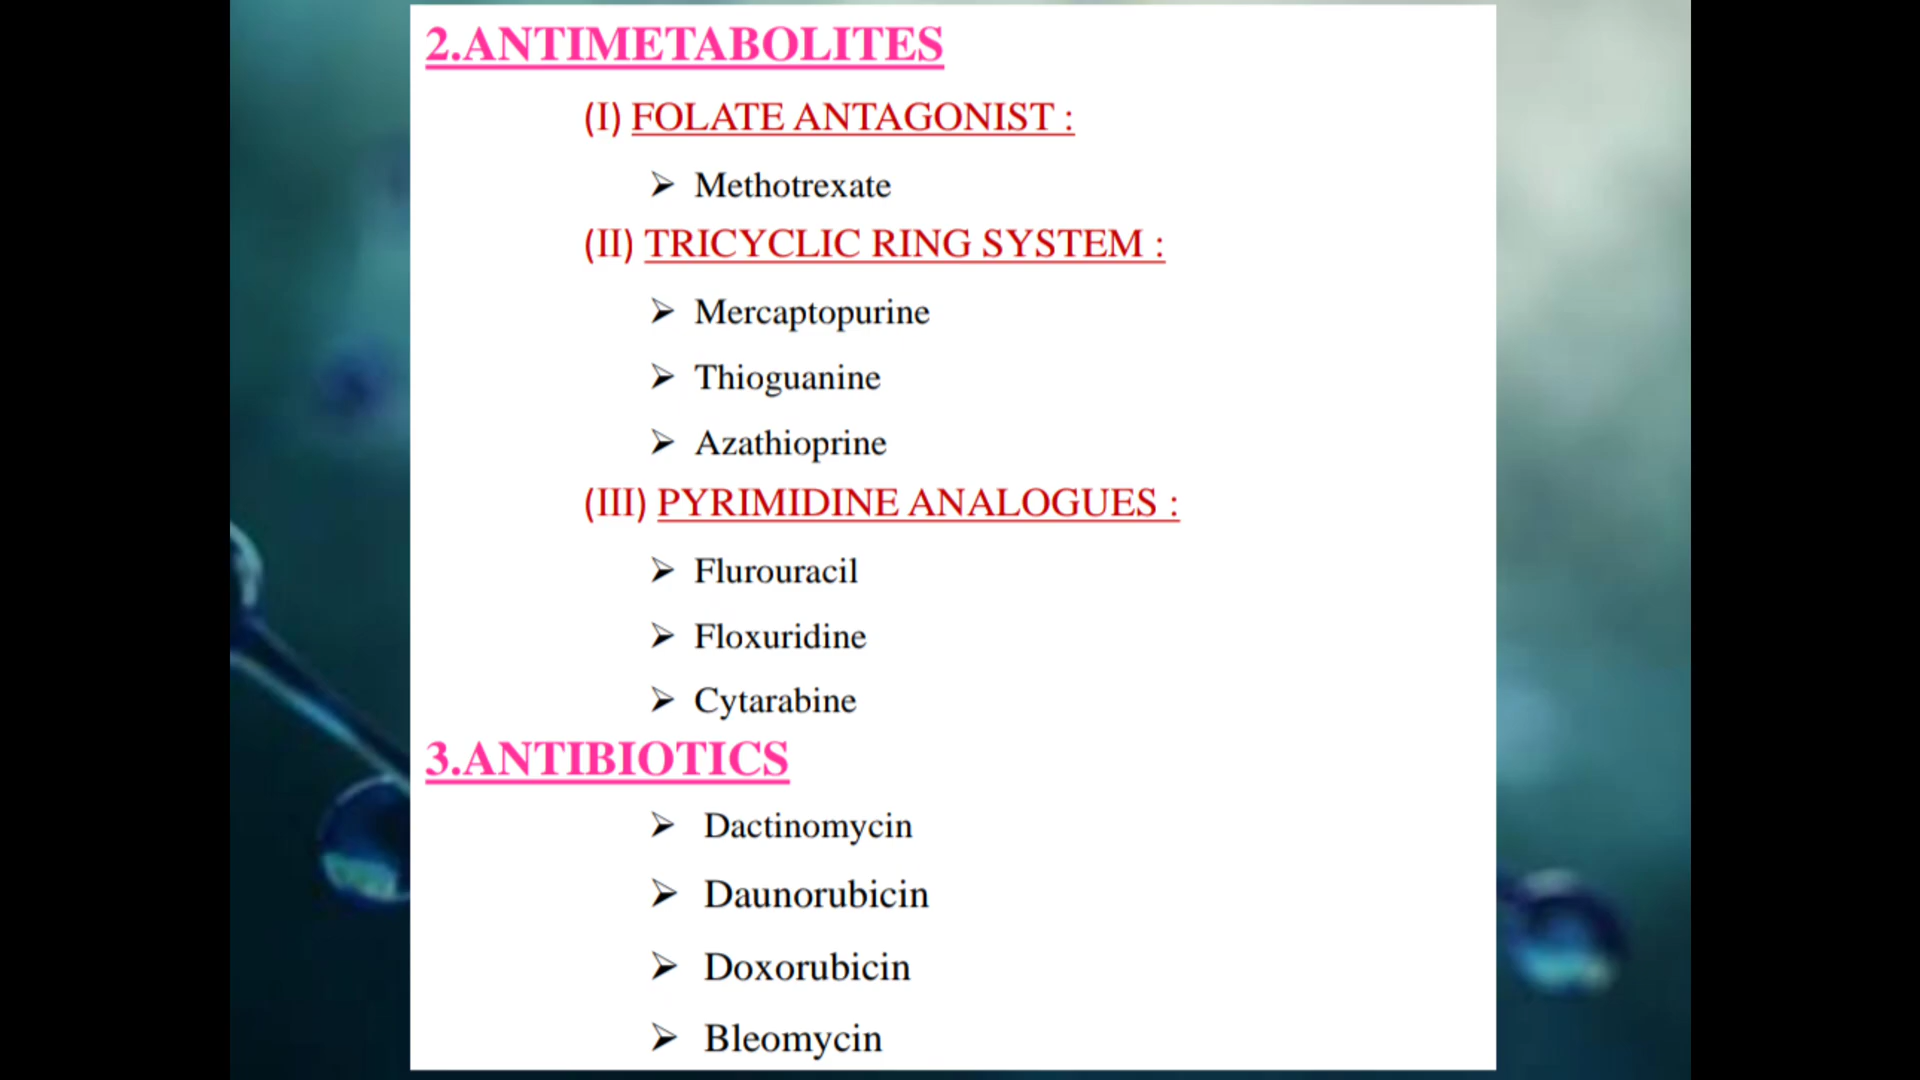 2.ANTIMETABOLITES
(I) FOLATE ANTAGONIST :
➢ Methotrexate
(II) TRICYCLIC RING SYSTEM :
➢ Mercaptopurine
➢ Thioguanine
➢ Azathioprine
(III) PYRIMIDINE ANALOGUES :
➢ Flurouracil
➢ Floxuridine
➢ Cytarabine
3.ANTIBIOTICS
➢ Dactinomycin
➢ Daunorubicin
➢ Doxorubicin
➢ Bleomycin